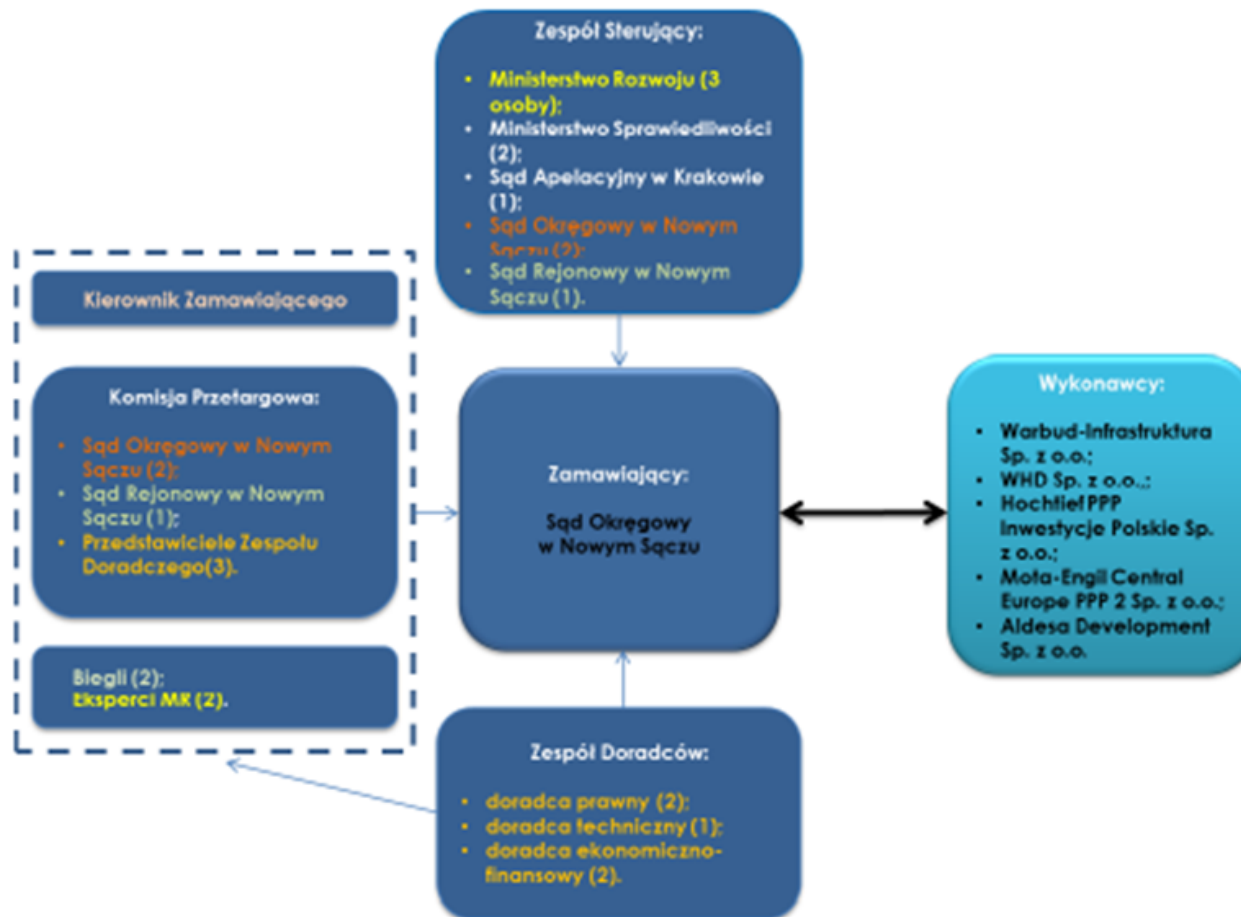 Zespół Sterujący:
• Ministerstwo Rozwoju (3
osoby);
• Ministerstwo Sprawiedliwości
(2);
• Sąd Apelacyjny w Krakowie
(1);
• Sąd Okręgowy w Nowym
Sączu (2);
• Sąd Rejonowy w Nowym
Sączu (1).
Kierownik Zamawiającego
Komisja Przetargowa:
• Sąd Okręgowy w Nowym
Sączu (2);
• Sąd Rejonowy w Nowym
Sączu (1);
• Przedstawiciele Zespołu
Doradczego(3).
Biegli (2);
Eksperci MR (2).
Zamawiający:
Sąd Okręgowy
w Nowym Sączu
Wykonawcy:
• Warbud-Infrastruktura
Sp. z o.o.;
• WHD Sp. z o.o.,;
• Hochtief PPP
Inwestycje Polskie Sp.
z o.o.;
• Mota-Engil Central
Europe PPP 2 Sp. z o.o.;
• Aldesa Development
Sp. z o.o.
Zespół Doradców:
• doradca prawny (2);
• doradca techniczny (1);
• doradca ekonomiczno-
finansowy (2).